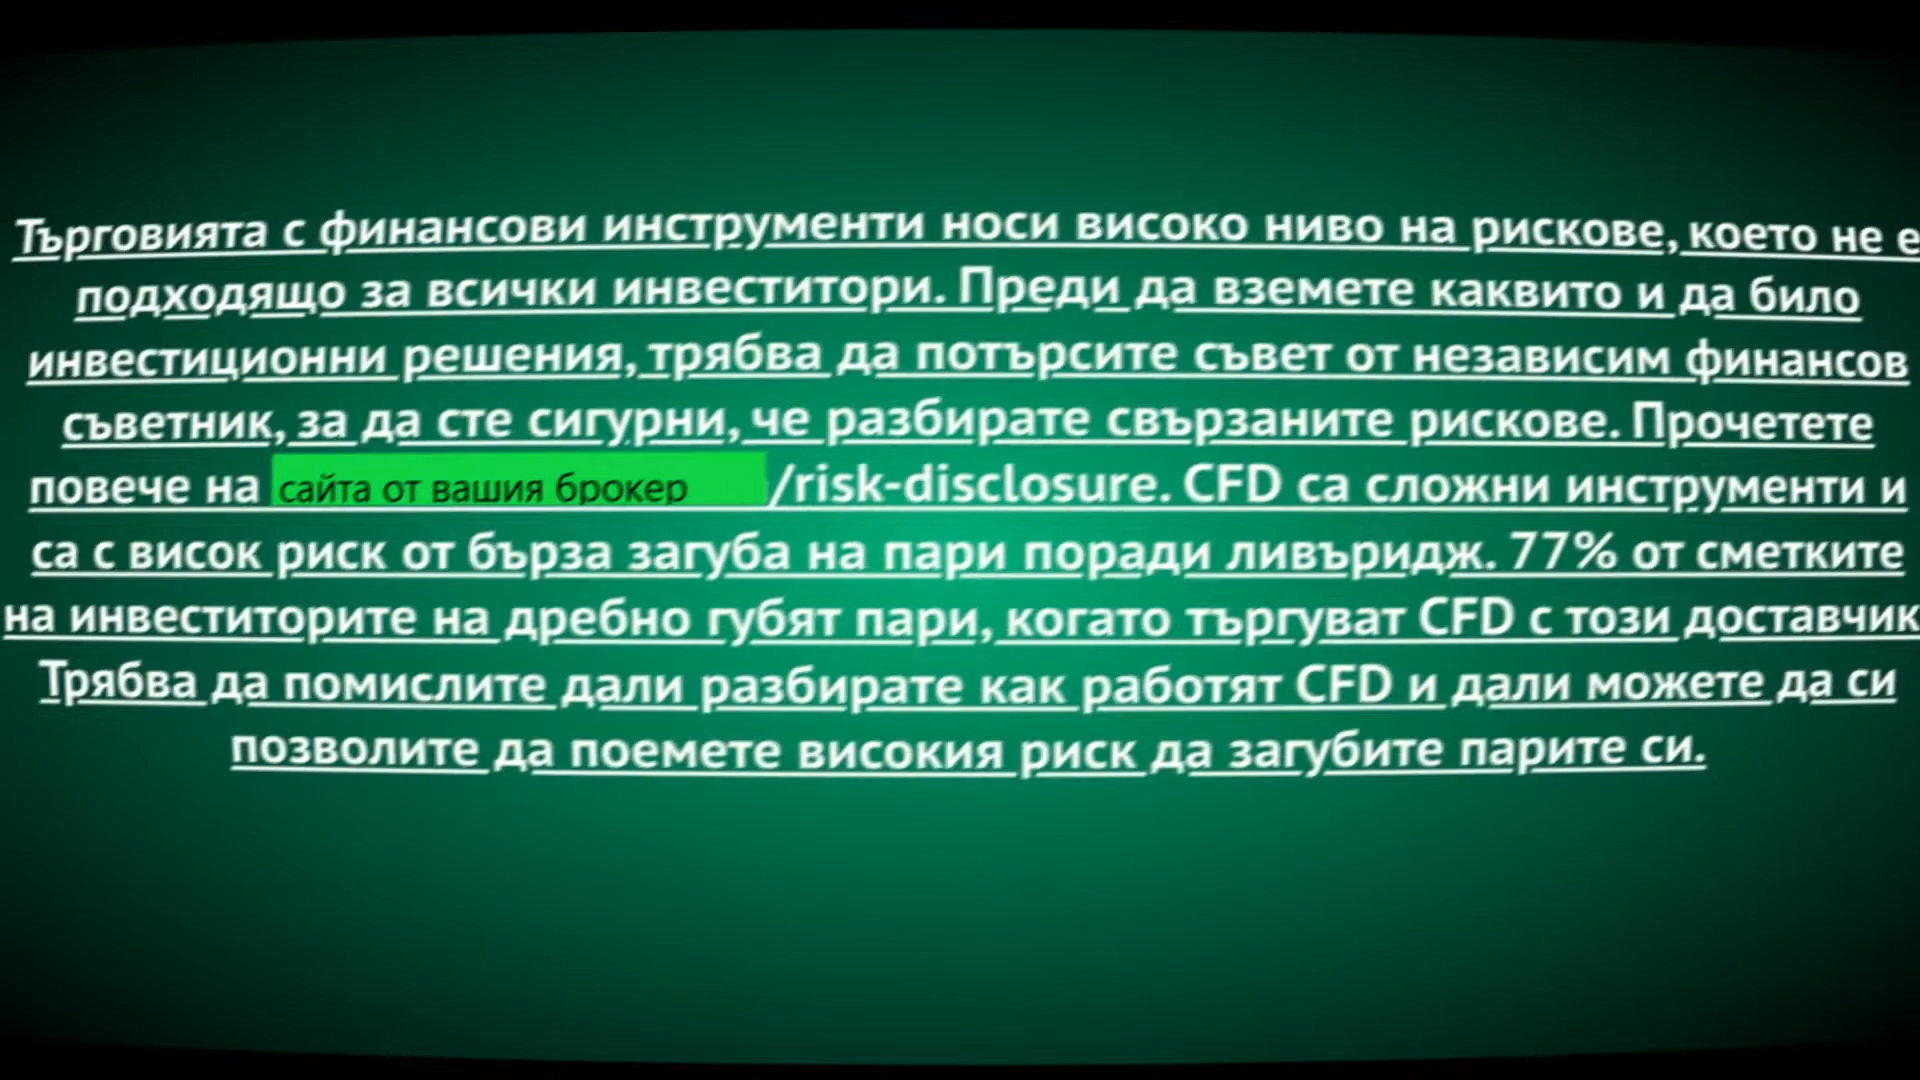 Търговията с финансови инструменти носи високо ниво на рискове, което не е
подходящо за всички инвеститори. Преди да вземете каквито и да било
инвестиционни решения, трябва да потърсите съвет от независим финансов
съветник, за да сте сигурни, че разбирате свързаните рискове. Прочетете
повече на сайта от вашия брокер /risk-disclosure. CFD са сложни инструменти и
са с висок риск от бърза загуба на пари поради ливъридж. 77% от сметките
на инвеститорите на дребно губят пари, когато търгуват CFD с този доставчик
Трябва да помислите дали разбирате как работят CFD и дали можете да си
позволите да поемете високия риск да загубите парите си.